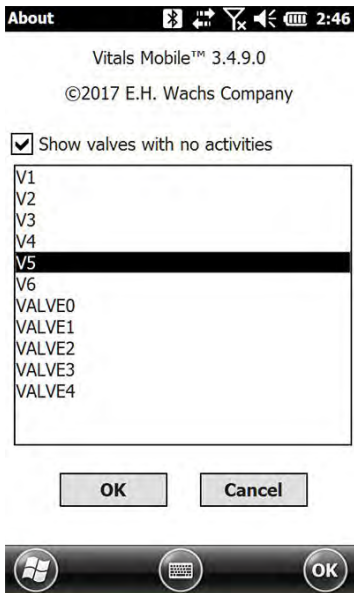 About 2:46
Vitals Mobile™ 3.4.9.0
©2017 E.H. Wachs Company
Show valves with no activities
V1
V2
V3
V4
V5
V6
VALVE0
VALVE1
VALVE2
VALVE3
VALVE4
OK Cancel
OK